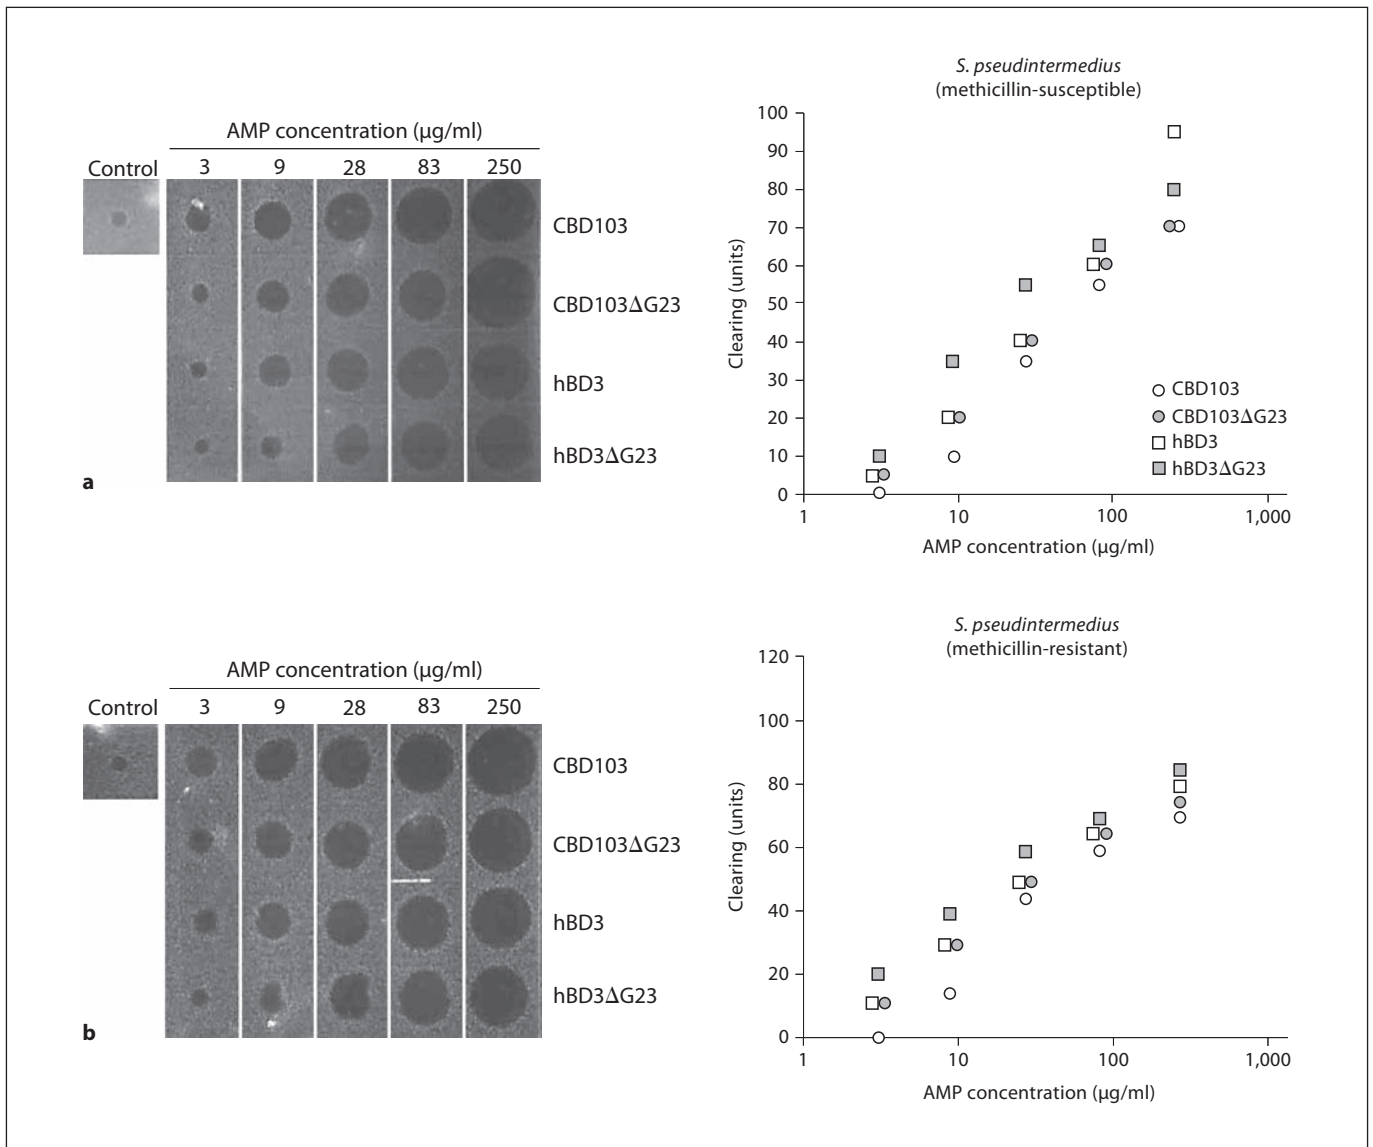 AMP concentration (µg/ml)
Control 3 9 28 83 250
CBD103
CBD103ΔG23
hBD3
hBD3ΔG23
a
S. pseudintermedius
(methicillin-susceptible)
100
90
80
70
60
50
40
30
20
10
0
Clearing (units)
1 10 100 1,000
AMP concentration (µg/ml)
CBD103
CBD103ΔG23
hBD3
hBD3ΔG23
AMP concentration (µg/ml)
Control 3 9 28 83 250
CBD103
CBD103ΔG23
hBD3
hBD3ΔG23
b
S. pseudintermedius
(methicillin-resistant)
120
100
80
60
40
20
0
Clearing (units)
1 10 100 1,000
AMP concentration (µg/ml)